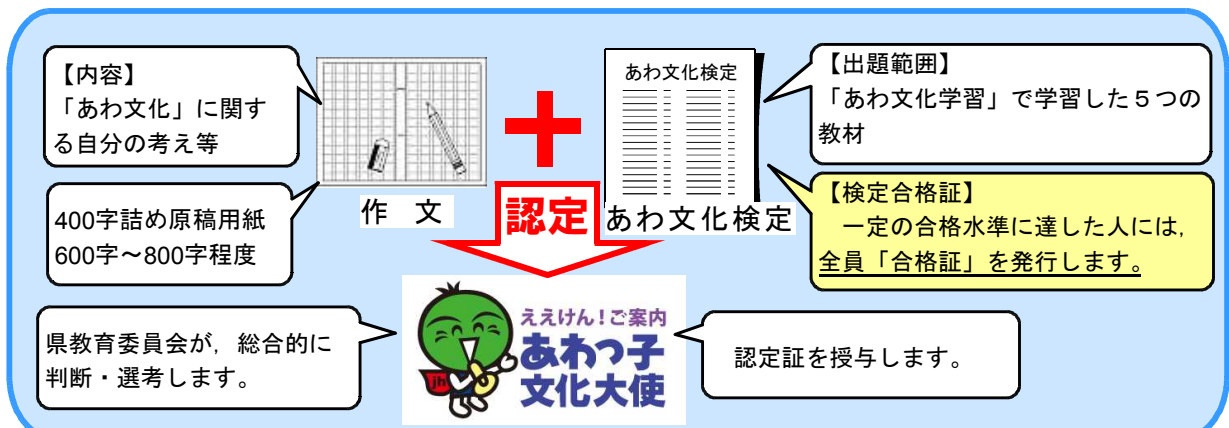 【内容】
「あわ文化」に関す
る自分の考え等
400字詰め原稿用紙
600字～800字程度
作　文
認定
あわ文化検定
あわ文化検定
【出題範囲】
「あわ文化学習」で学習した５つの
教材
【検定合格証】
　一定の合格水準に達した人には，
全員「合格証」を発行します。
県教育委員会が，総合的に
判断・選考します。
jh
ええけん！ご案内
あわっ子
文化大使
認定証を授与します。